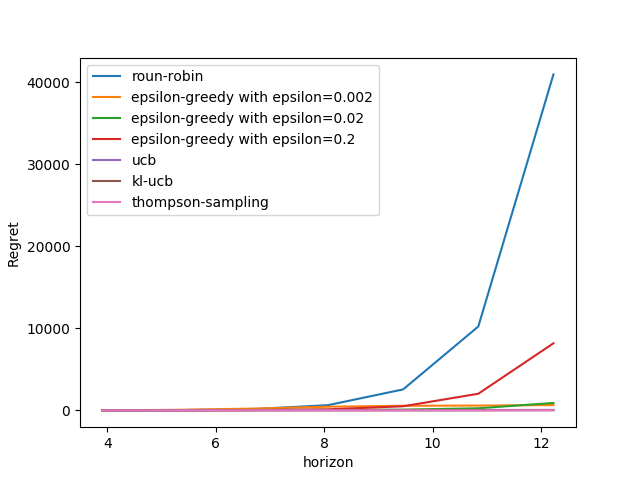 roun-robin
epsilon-greedy with epsilon=0.002
epsilon-greedy with epsilon=0.02
epsilon-greedy with epsilon=0.2
ucb
kl-ucb
thompson-sampling
40000
30000
20000
10000
0
Regret
4 6 8 10 12
horizon